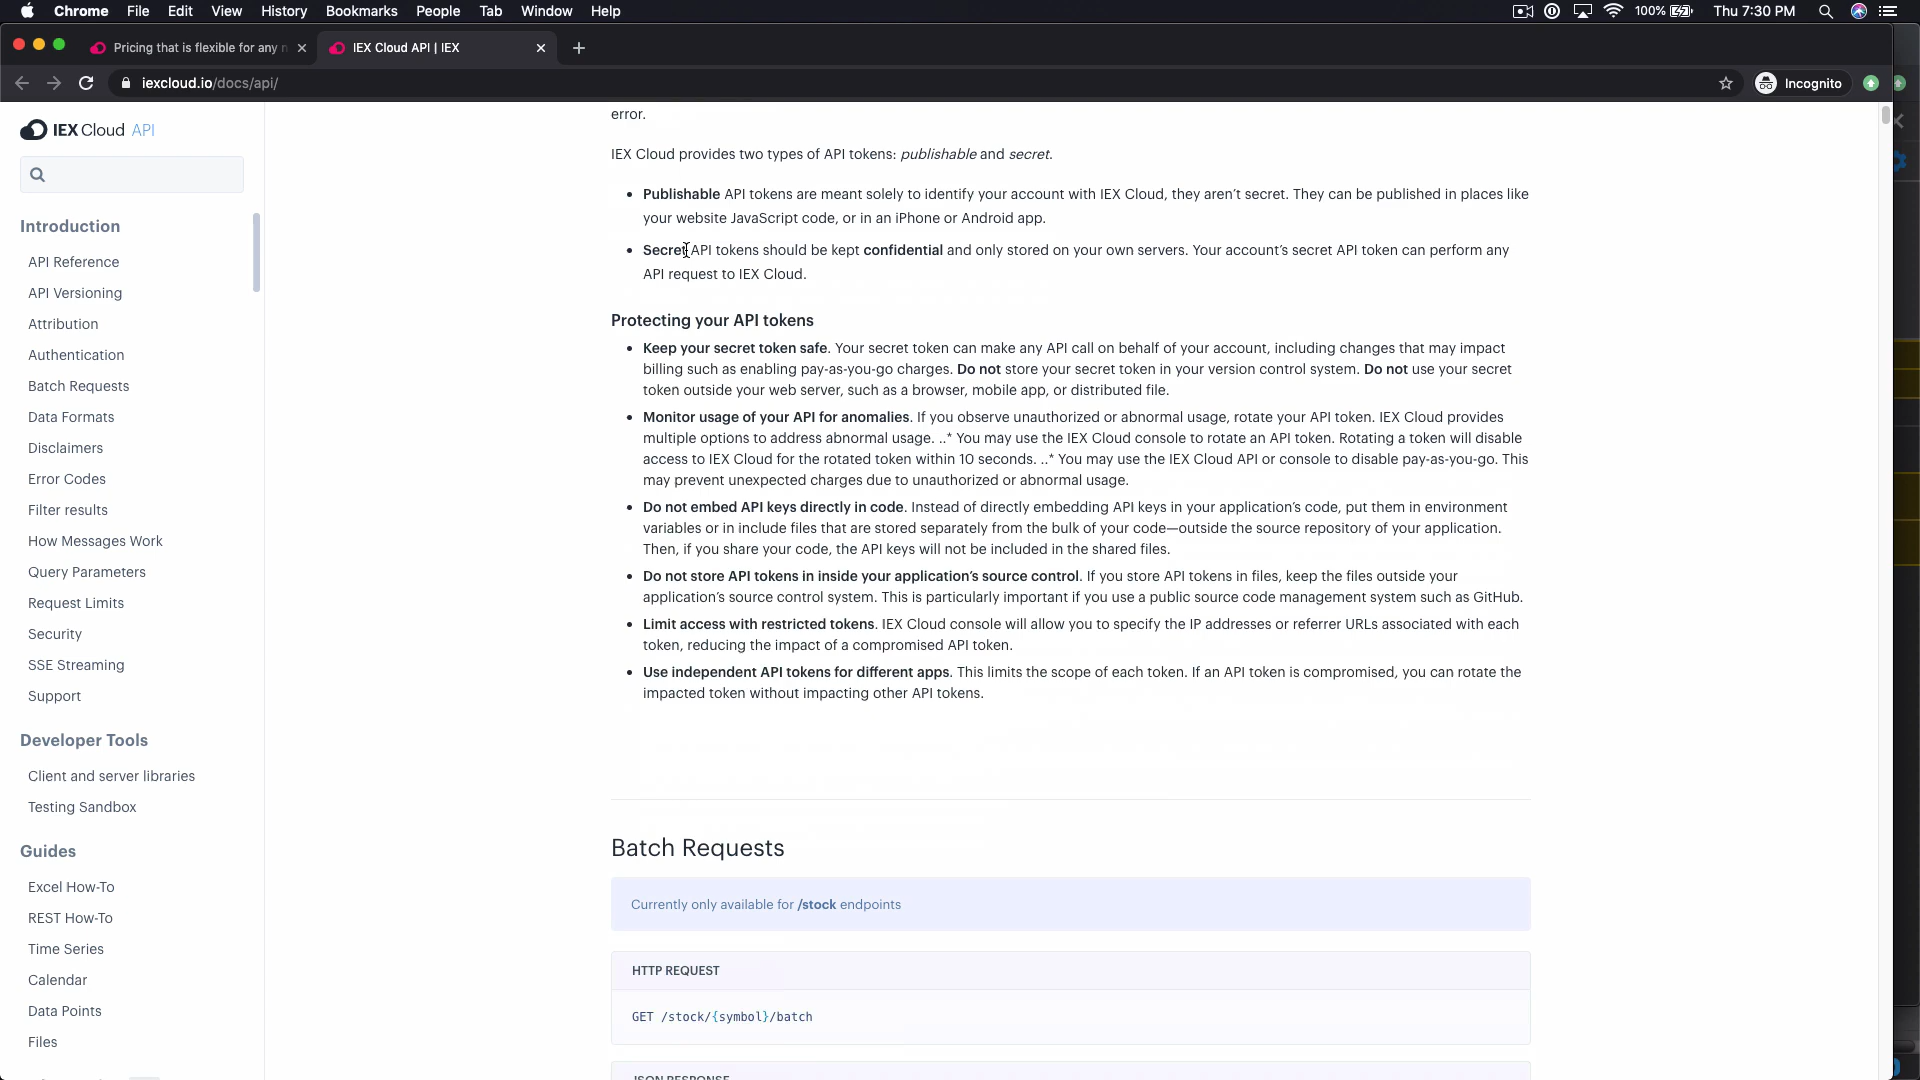 Chrome File Edit View History Bookmarks People Tab Window Help 100% Thu 7:30 PM
Pricing that is flexible for any n IEX Cloud API | IEX
iexcloud.io/docs/api/ Incognito
IEX Cloud API
Introduction
API Reference
API Versioning
Attribution
Authentication
Batch Requests
Data Formats
Disclaimers
Error Codes
Filter results
How Messages Work
Query Parameters
Request Limits
Security
SSE Streaming
Support
Developer Tools
Client and server libraries
Testing Sandbox
Guides
Excel How-To
REST How-To
Time Series
Calendar
Data Points
Files
error.
IEX Cloud provides two types of API tokens: publishable and secret.
• Publishable API tokens are meant solely to identify your account with IEX Cloud, they aren’t secret. They can be published in places like
your website JavaScript code, or in an iPhone or Android app.
• Secret API tokens should be kept confidential and only stored on your own servers. Your account’s secret API token can perform any
API request to IEX Cloud.
Protecting your API tokens
• Keep your secret token safe. Your secret token can make any API call on behalf of your account, including changes that may impact
billing such as enabling pay-as-you-go charges. Do not store your secret token in your version control system. Do not use your secret
token outside your web server, such as a browser, mobile app, or distributed file.
• Monitor usage of your API for anomalies. If you observe unauthorized or abnormal usage, rotate your API token. IEX Cloud provides
multiple options to address abnormal usage. ..* You may use the IEX Cloud console to rotate an API token. Rotating a token will disable
access to IEX Cloud for the rotated token within 10 seconds. ..* You may use the IEX Cloud API or console to disable pay-as-you-go. This
may prevent unexpected charges due to unauthorized or abnormal usage.
• Do not embed API keys directly in code. Instead of directly embedding API keys in your application’s code, put them in environment
variables or in include files that are stored separately from the bulk of your code—outside the source repository of your application.
Then, if you share your code, the API keys will not be included in the shared files.
• Do not store API tokens in inside your application’s source control. If you store API tokens in files, keep the files outside your
application’s source control system. This is particularly important if you use a public source code management system such as GitHub.
• Limit access with restricted tokens. IEX Cloud console will allow you to specify the IP addresses or referrer URLs associated with each
token, reducing the impact of a compromised API token.
• Use independent API tokens for different apps. This limits the scope of each token. If an API token is compromised, you can rotate the
impacted token without impacting other API tokens.
Batch Requests
Currently only available for /stock endpoints
HTTP REQUEST
GET /stock/{symbol}/batch
JSON RESPONSE